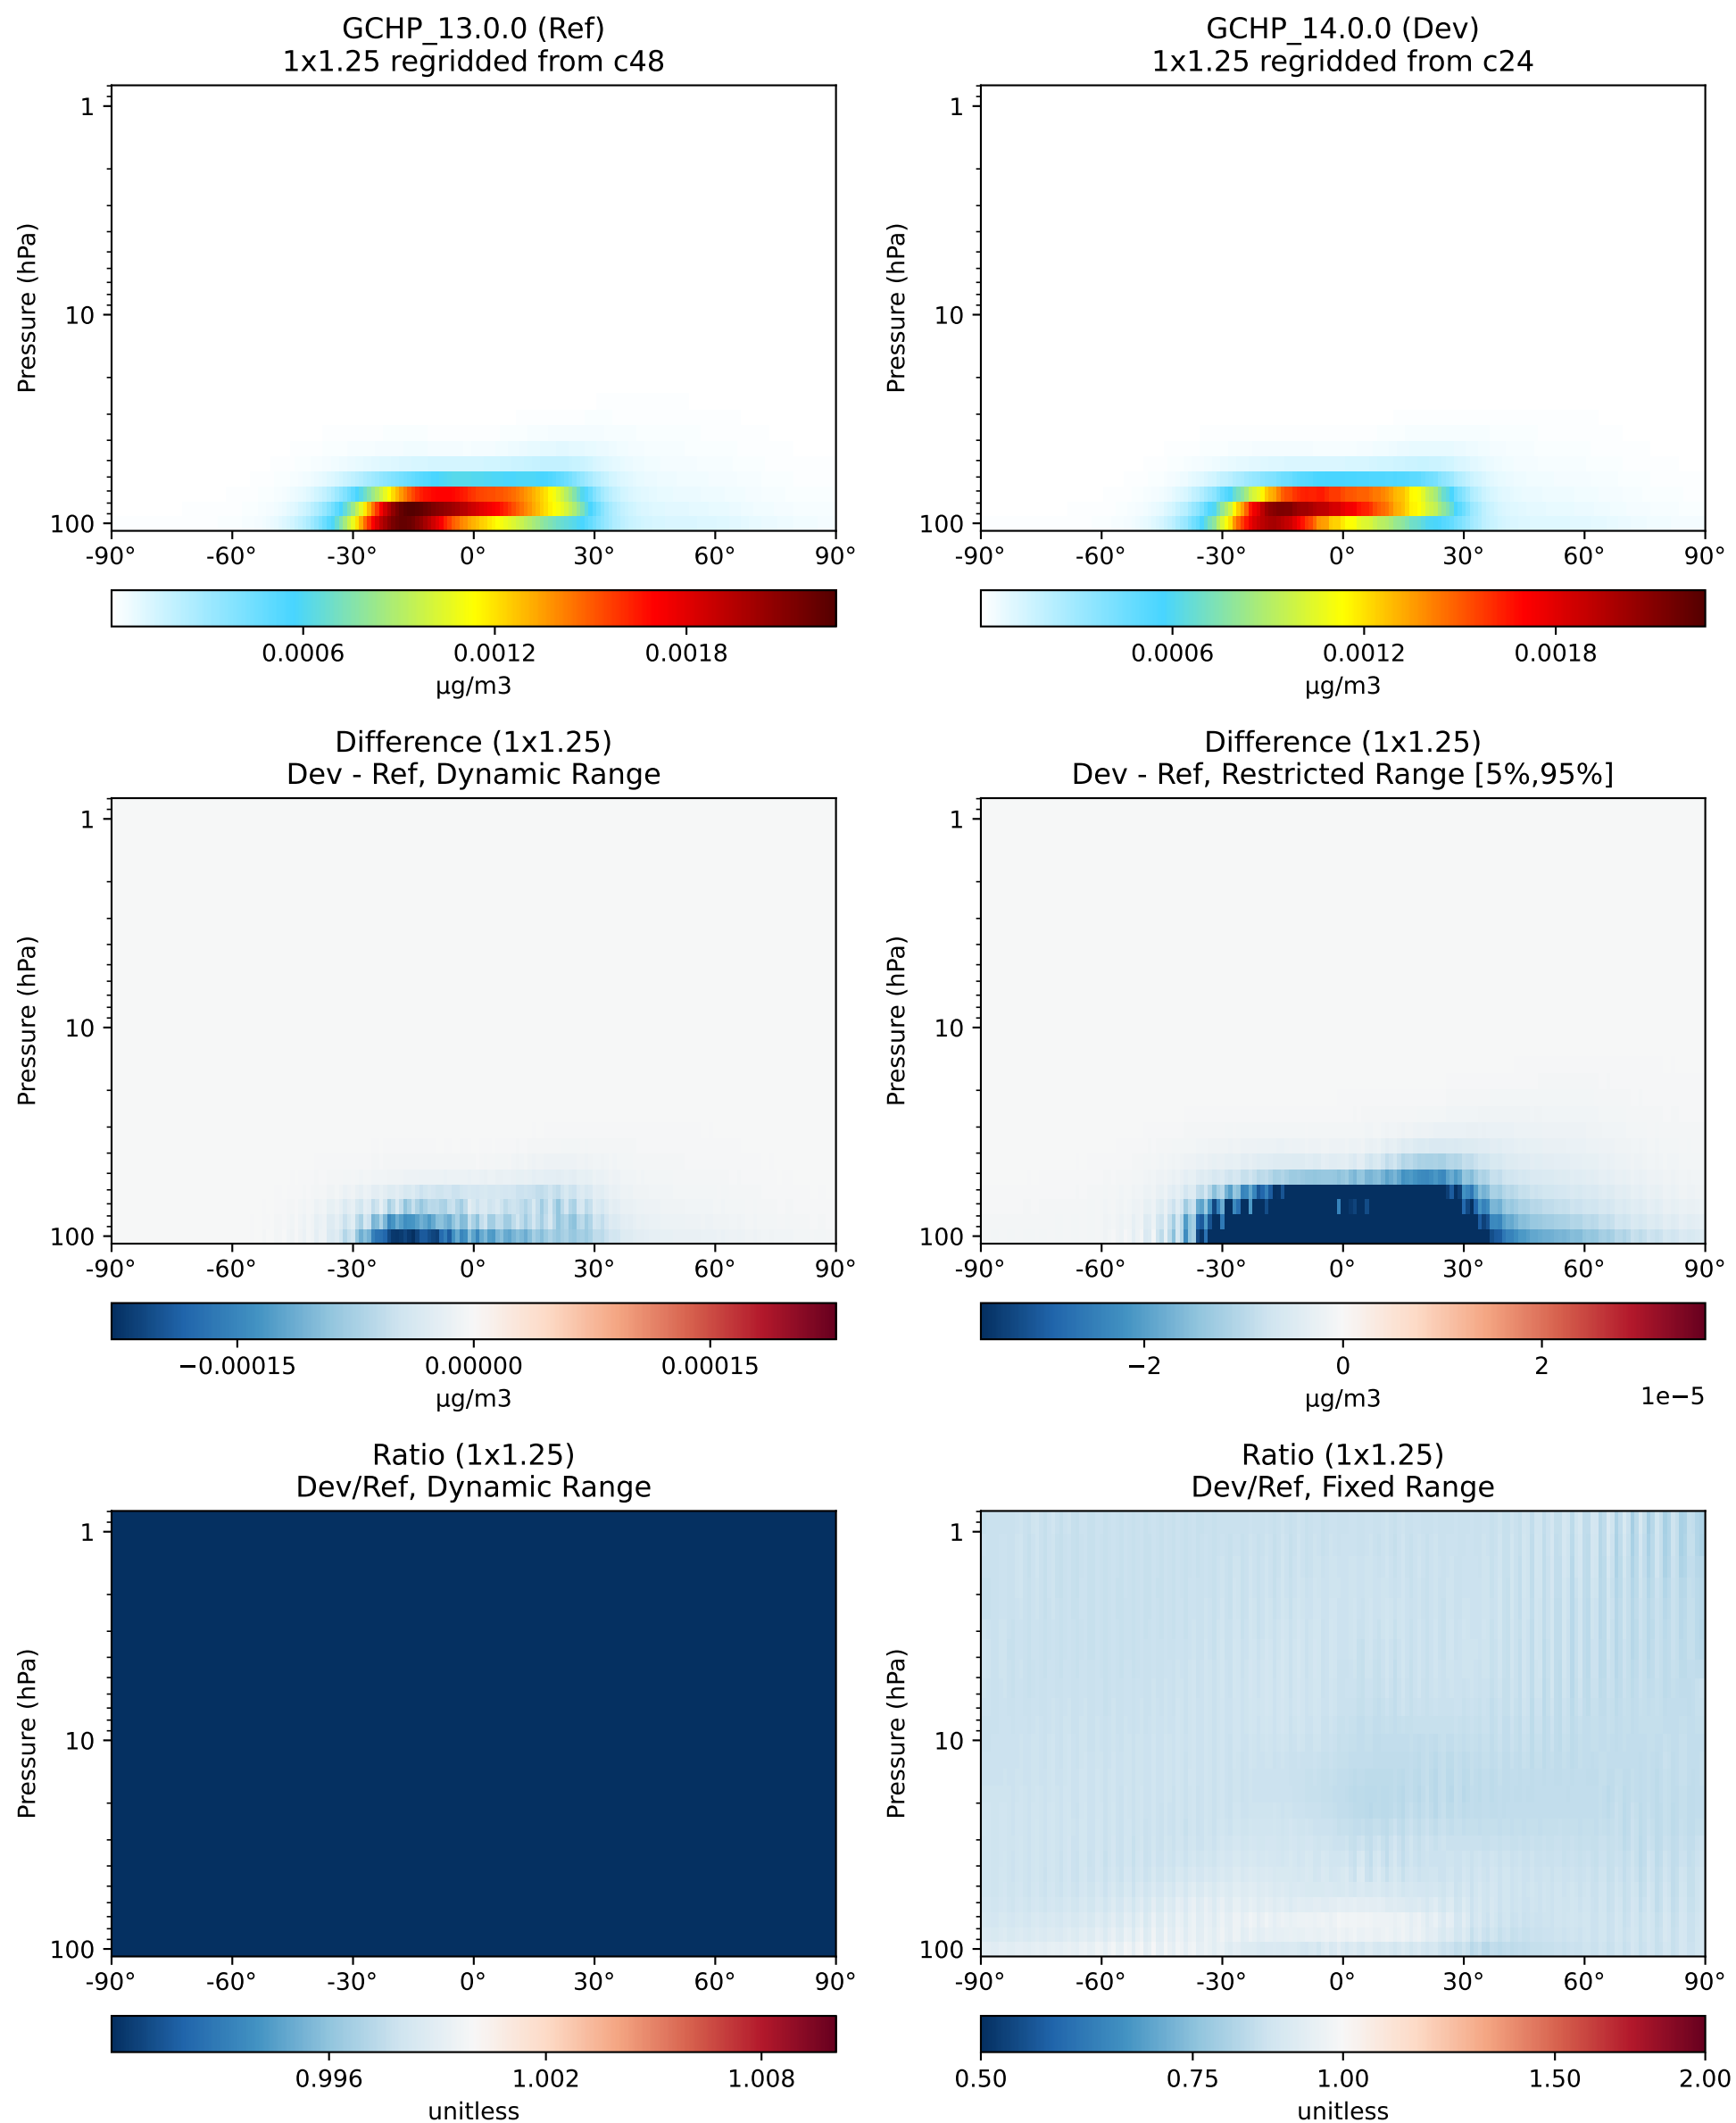 GCHP_13.0.0 (Ref)
1x1.25 regridded from c48
Pressure (hPa)
1
10
100
-90° -60° -30° 0° 30° 60° 90°
0.0006 0.0012 0.0018
μg/m3
GCHP_14.0.0 (Dev)
1x1.25 regridded from c24
Pressure (hPa)
1
10
100
-90° -60° -30° 0° 30° 60° 90°
0.0006 0.0012 0.0018
μg/m3
Difference (1x1.25)
Dev - Ref, Dynamic Range
Pressure (hPa)
1
10
100
-90° -60° -30° 0° 30° 60° 90°
−0.00015 0.00000 0.00015
μg/m3
Difference (1x1.25)
Dev - Ref, Restricted Range [5%,95%]
Pressure (hPa)
1
10
100
-90° -60° -30° 0° 30° 60° 90°
−2 0 2
μg/m3
1e−5
Ratio (1x1.25)
Dev/Ref, Dynamic Range
Pressure (hPa)
1
10
100
-90° -60° -30° 0° 30° 60° 90°
0.996 1.002 1.008
unitless
Ratio (1x1.25)
Dev/Ref, Fixed Range
Pressure (hPa)
1
10
100
-90° -60° -30° 0° 30° 60° 90°
0.50 0.75 1.00 1.50 2.00
unitless